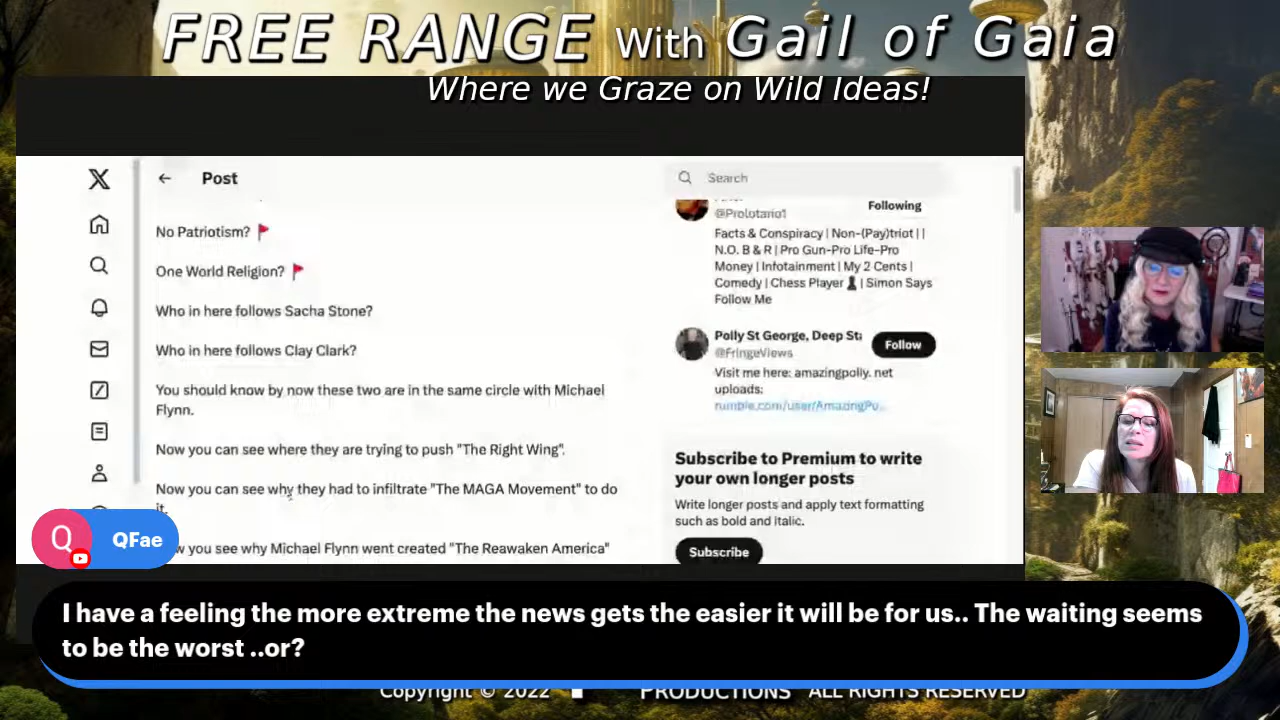 FREE RANGE With Gail of Gaia
Where we Graze on Wild Ideas!
Post
No Patriotism?
One World Religion?
Who in here follows Sacha Stone?
Who in here follows Clay Clark?
You should know by now these two are in the same circle with Michael
Flynn.
Now you can see where they are trying to push "The Right Wing".
Now you can see why they had to infiltrate "The MAGA Movement" to do
it.
you see why Michael Flynn went created "The Reawaken America"
Search
@Prolotario1
Following
Facts & Conspiracy | Non-(Pay)triot | |
N.O. B & R | Pro Gun-Pro Life-Pro
Money | Infotainment | My 2 Cents |
Comedy | Chess Player | Simon Says
Follow Me
Polly St George, Deep
@FringeViews
Follow
Visit me here: amazingpolly. net
uploads:
rumble.com/user/AmazingPo...
Subscribe to Premium to write
your own longer posts
Write longer posts and apply text formatting
such as bold and italic.
Subscribe
Q
QFae
I have a feeling the more extreme the news gets the easier it will be for us.. The waiting seems
to be the worst ..or?
Copyright © 2022 PRODUCTIONS ALL RIGHTS RESERVED